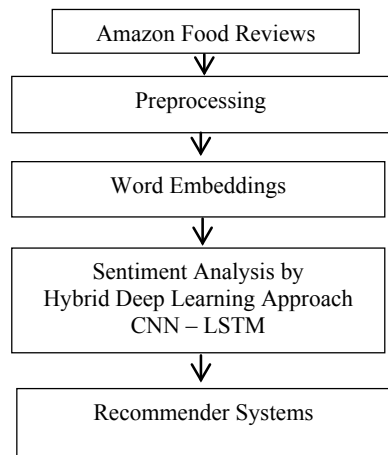 Amazon Food Reviews
Preprocessing
Word Embeddings
Sentiment Analysis by
Hybrid Deep Learning Approach
CNN – LSTM
Recommender Systems